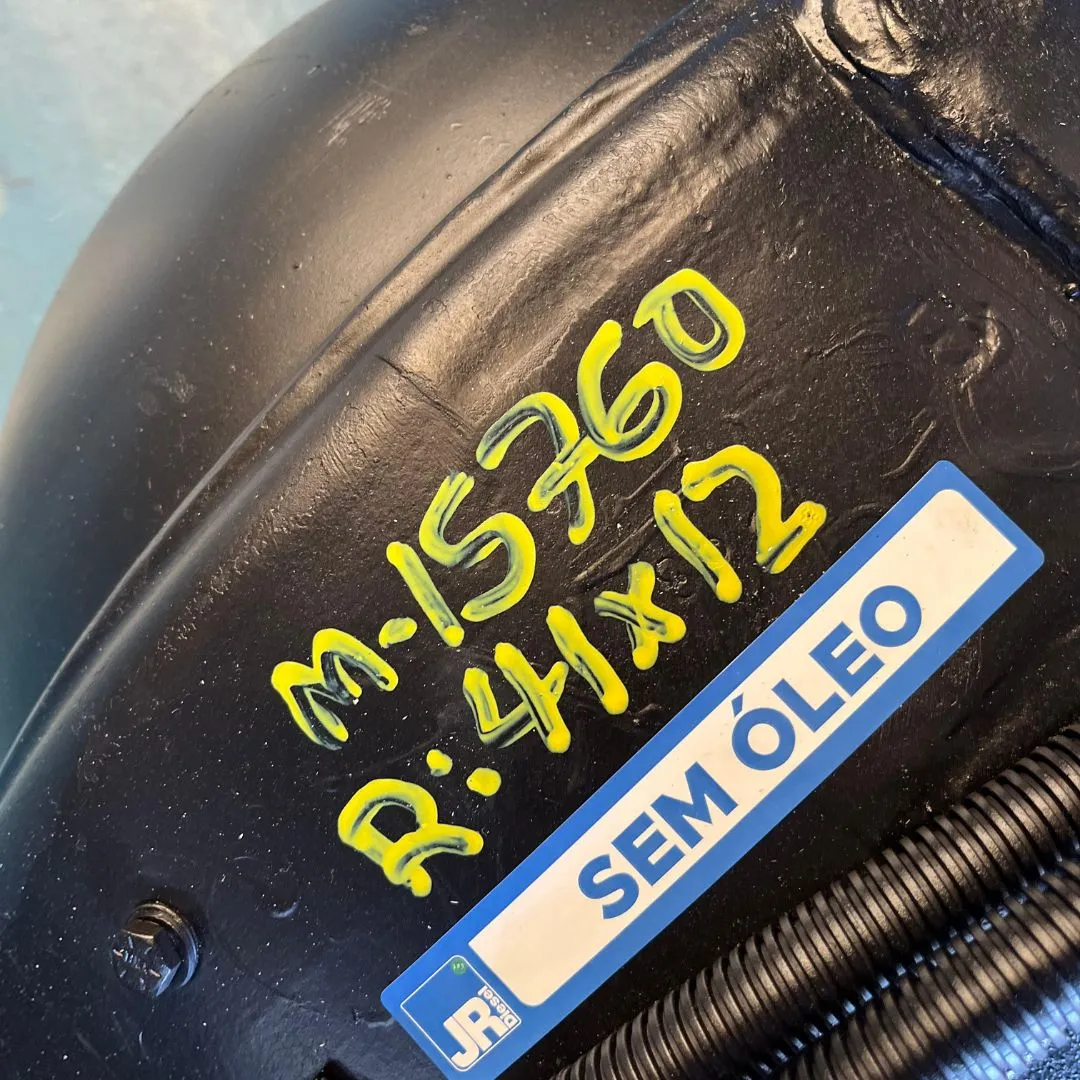 M-15760
R:41x12
SEM ÓLEO
JR
Diesel